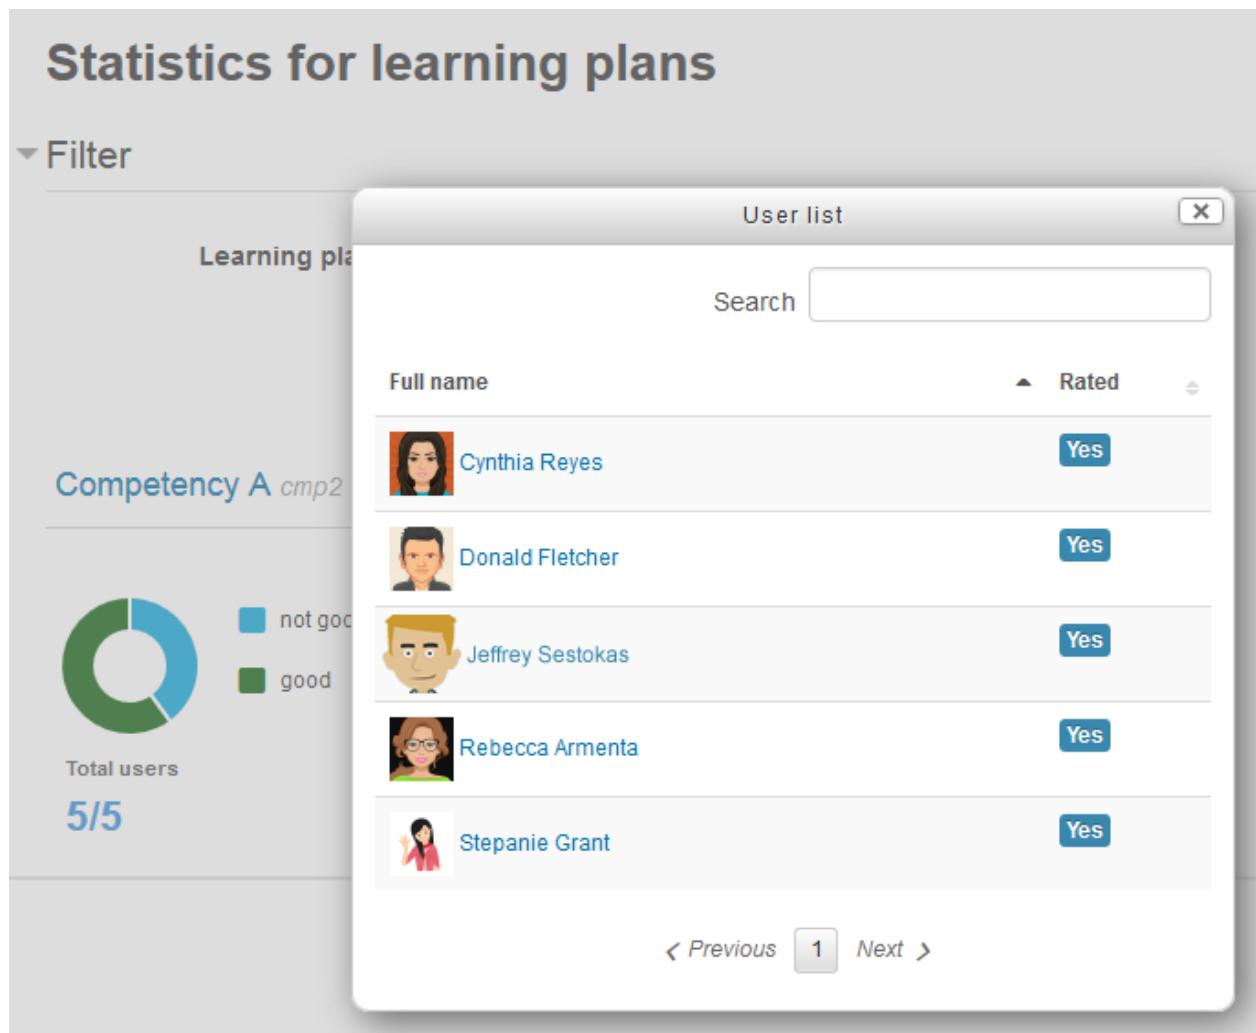 Statistics for learning plans
Filter
Learning pla
User list
Search
Full name
Rated
Cynthia Reyes
Yes
Donald Fletcher
Yes
Jeffrey Sestokas
Yes
Rebecca Armenta
Yes
Stepanie Grant
Yes
Previous 1 Next
Competency A cmp2
not goo
good
Total users
5/5